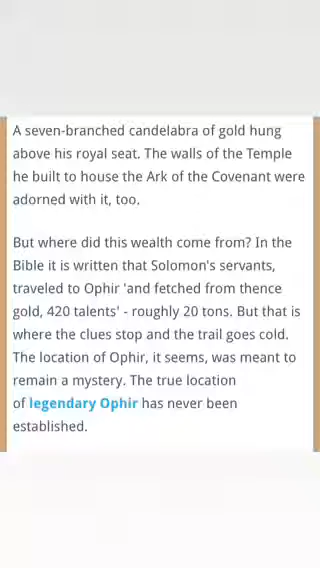 A seven-branched candelabra of gold hung
above his royal seat. The walls of the Temple
he built to house the Ark of the Covenant were
adorned with it, too.
But where did this wealth come from? In the
Bible it is written that Solomon's servants,
traveled to Ophir 'and fetched from thence
gold, 420 talents' - roughly 20 tons. But that is
where the clues stop and the trail goes cold.
The location of Ophir, it seems, was meant to
remain a mystery. The true location
of legendary Ophir has never been
established.